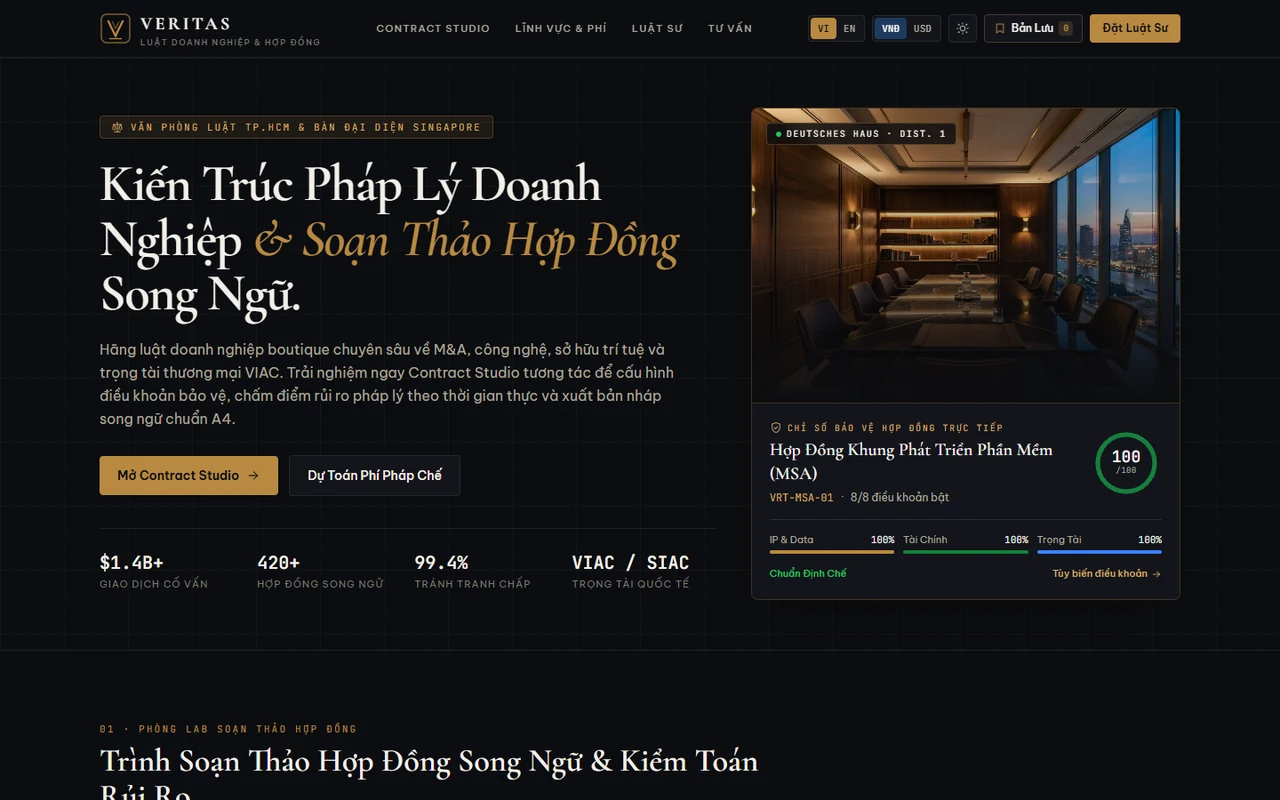 VERITAS
LUẬT DOANH NGHIỆP & HỢP ĐỒNG
CONTRACT STUDIO
LĨNH VỰC & PHÍ
LUẬT SƯ
TƯ VẤN
VI EN
VNĐ USD
Bản Lưu 0
Đặt Luật Sư
VĂN PHÒNG LUẬT TP.HCM & BÀN ĐẠI DIỆN SINGAPORE
Kiến Trúc Pháp Lý Doanh
Nghiệp & Soạn Thảo Hợp Đồng
Song Ngữ.
Hãng luật doanh nghiệp boutique chuyên sâu về M&A, công nghệ, sở hữu trí tuệ và
trọng tài thương mại VIAC. Trải nghiệm ngay Contract Studio tương tác để cấu hình
điều khoản bảo vệ, chấm điểm rủi ro pháp lý theo thời gian thực và xuất bản nháp
song ngữ chuẩn A4.
Mở Contract Studio →
Dự Toán Phí Pháp Chế
$1.4B+
GIAO DỊCH CỐ VẤN
420+
HỢP ĐỒNG SONG NGỮ
99.4%
TRÁNH TRANH CHẤP
VIAC / SIAC
TRỌNG TÀI QUỐC TẾ
DEUTSCHES HAUS · DIST. 1
CHỈ SỐ BẢO VỆ HỢP ĐỒNG TRỰC TIẾP
Hợp Đồng Khung Phát Triển Phần Mềm
(MSA)
VRT-MSA-01 · 8/8 điều khoản bật
100
/100
IP & Data 100%
Tài Chính 100%
Trọng Tài 100%
Chuẩn Định Chế
Tùy biến điều khoản →
01 · PHÒNG LAB SOẠN THẢO HỢP ĐỒNG
Trình Soạn Thảo Hợp Đồng Song Ngữ & Kiểm Toán
Rủi Ro